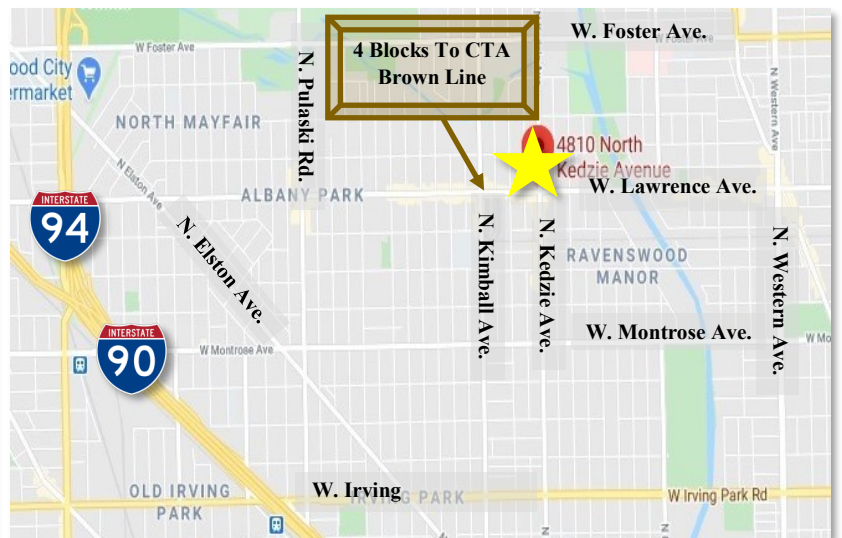 W. Foster Ave.
W Foster Ave
4 Blocks To CTA
Brown Line
ood City
ermarket
N. Pulaski Rd.
N Western Ave
NORTH MAYFAIR
4810 North
Kedzie Avenue
N Elston Ave
ALBANY PARK
W. Lawrence Ave.
INTERSTATE
94
N. Elston Ave.
N. Kimball Ave.
N. Kedzie Ave.
RAVENSWOOD
MANOR
N. Western Ave.
INTERSTATE
90
W Montrose Ave
W. Montrose Ave.
W Mo
OLD IRVING
PARK
W. Irving
IRVING PARK
W Irving Park Rd
N
N